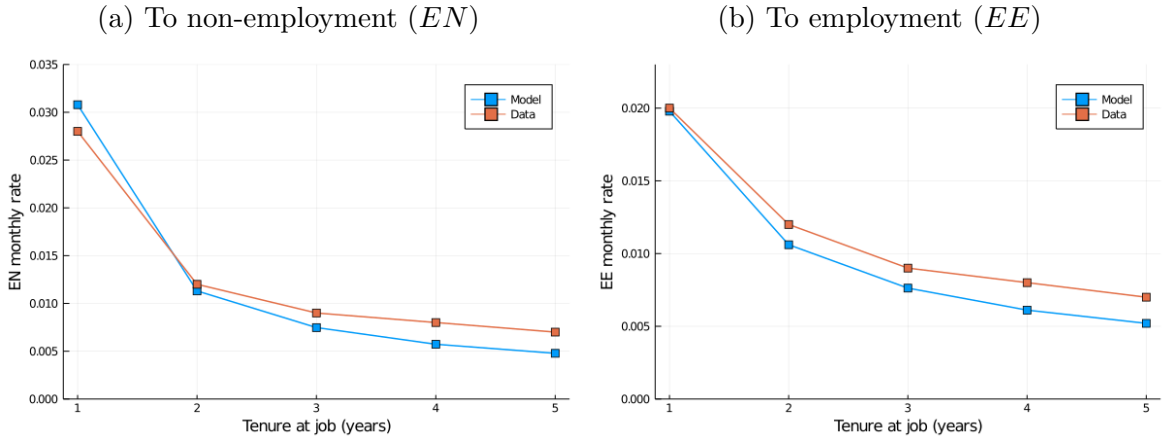 (a) To non-employment (EN)
0.035
0.030
0.025
0.020
0.015
0.010
0.005
0.000
EN monthly rate
Model
Data
1 2 3 4 5
Tenure at job (years)
(b) To employment (EE)
0.020
0.015
0.010
0.005
0.000
EE monthly rate
Model
Data
1 2 3 4 5
Tenure at job (years)